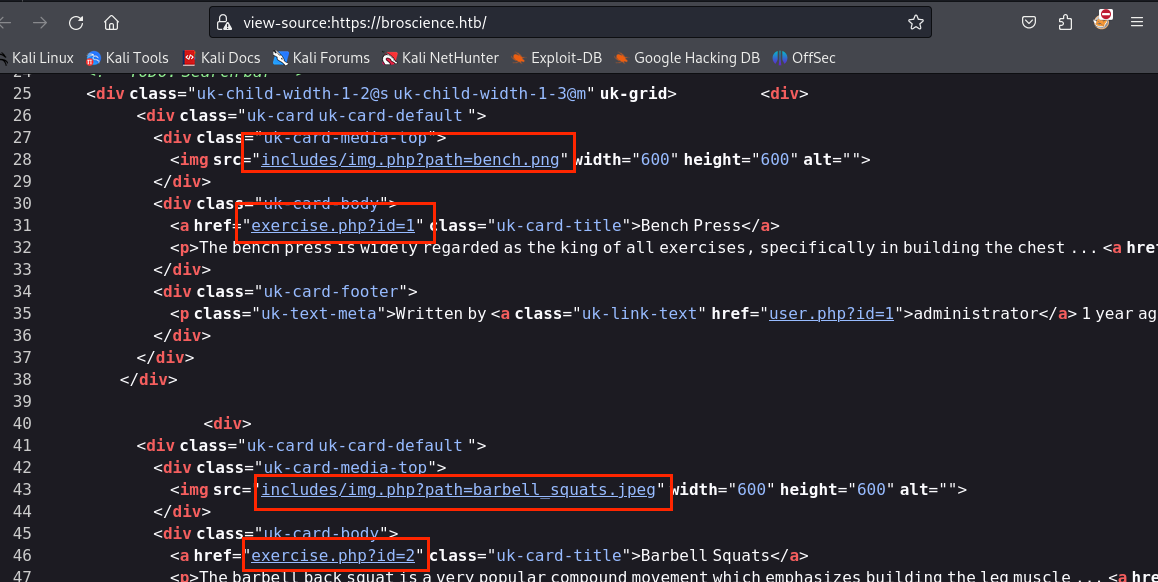 view-source:https://broscience.htb/
Kali Linux Kali Tools Kali Docs Kali Forums Kali NetHunter Exploit-DB Google Hacking DB OffSec
25 <div class="uk-child-width-1-2@s uk-child-width-1-3@m" uk-grid> <div>
26 <div class="uk-card uk-card-default ">
27 <div class="uk-card-media-top">
28 <img src="includes/img.php?path=bench.png" width="600" height="600" alt="">
29 </div>
30 <div class="uk-card-body">
31 <a href="exercise.php?id=1" class="uk-card-title">Bench Press</a>
32 <p>The bench press is widely regarded as the king of all exercises, specifically in building the chest ... <a hre
33 </div>
34 <div class="uk-card-footer">
35 <p class="uk-text-meta">Written by <a class="uk-link-text" href="user.php?id=1">administrator</a> 1 year ag
36 </div>
37 </div>
38 </div>
39
40 <div>
41 <div class="uk-card uk-card-default ">
42 <div class="uk-card-media-top">
43 <img src="includes/img.php?path=barbell_squats.jpeg" width="600" height="600" alt="">
44 </div>
45 <div class="uk-card-body">
46 <a href="exercise.php?id=2" class="uk-card-title">Barbell Squats</a>
47 <p>The barbell back squat is a very popular compound movement which emphasizes building the leg muscle ... <a hre